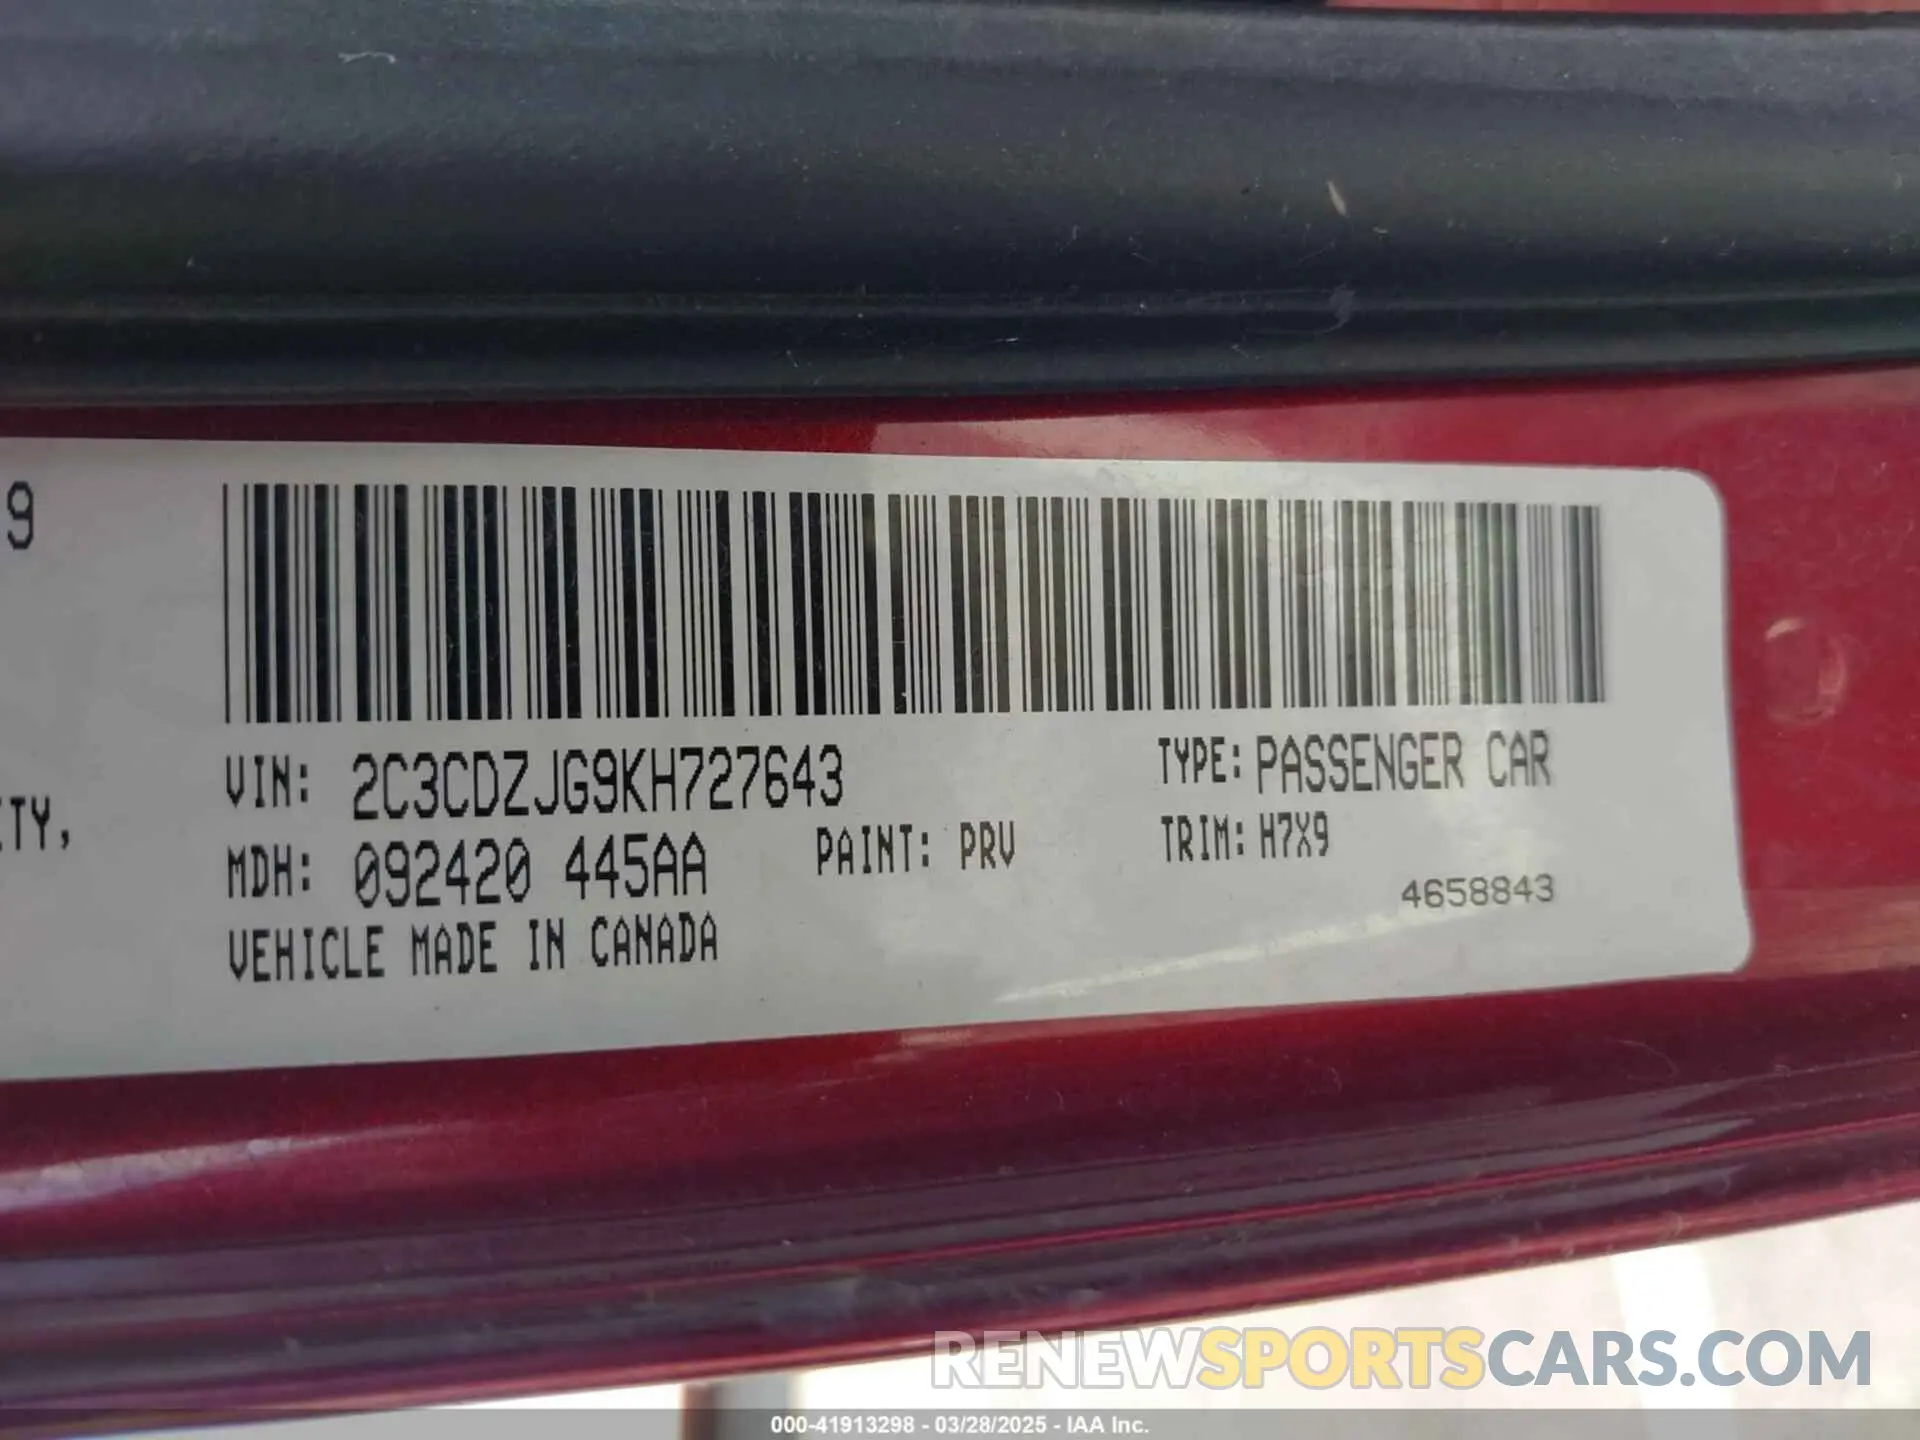 9
ITY,
VIN: 2C3CDZJG9KH727643
TYPE: PASSENGER CAR
MDH: 092420 445AA
PAINT: PRV
TRIM: H7X9
4658843
VEHICLE MADE IN CANADA
RENEWSPORTSCARS.COM
000-41913298 - 03/28/2025 - IAA Inc.